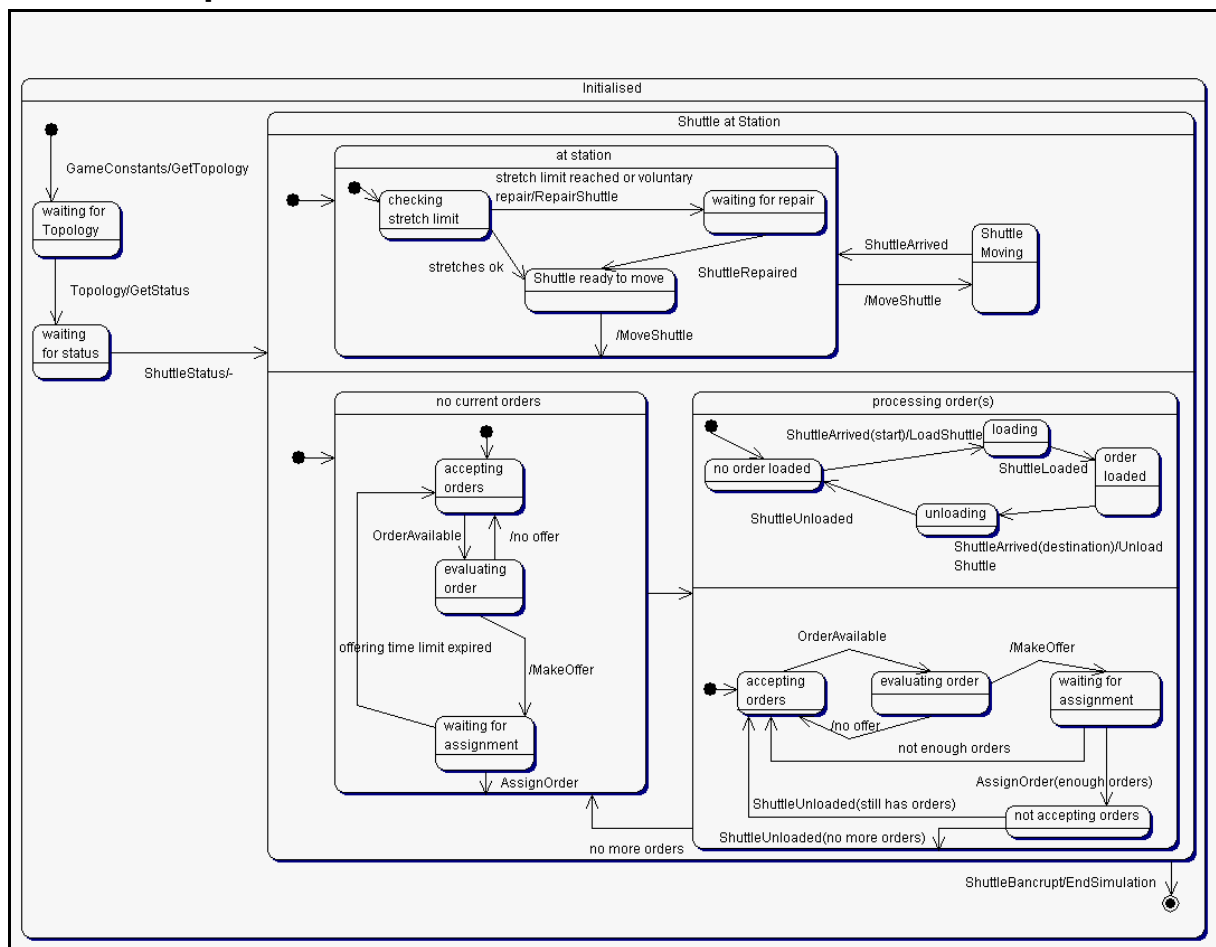 Initialised
Shuttle at Station
at station
GameConstants/GetTopology
waiting for
Topology
Topology/GetStatus
waiting
for status
ShuttleStatus/-
checking
stretch limit
stretch limit reached or voluntary
repair/RepairShuttle
waiting for repair
stretches ok
Shuttle ready to move
ShuttleRepaired
/MoveShuttle
ShuttleArrived
Shuttle
Moving
/MoveShuttle
no current orders
accepting
orders
OrderAvailable
/no offer
evaluating
order
offering time limit expired
/MakeOffer
waiting for
assignment
AssignOrder
processing order(s)
ShuttleArrived(start)/LoadShuttle
loading
no order loaded
ShuttleLoaded
order
loaded
unloading
ShuttleUnloaded
ShuttleArrived(destination)/Unload
Shuttle
OrderAvailable
/MakeOffer
accepting
orders
evaluating order
waiting for
assignment
/no offer
not enough orders
AssignOrder(enough orders)
ShuttleUnloaded(still has orders)
not accepting orders
ShuttleUnloaded(no more orders)
no more orders
ShuttleBancrupt/EndSimulation